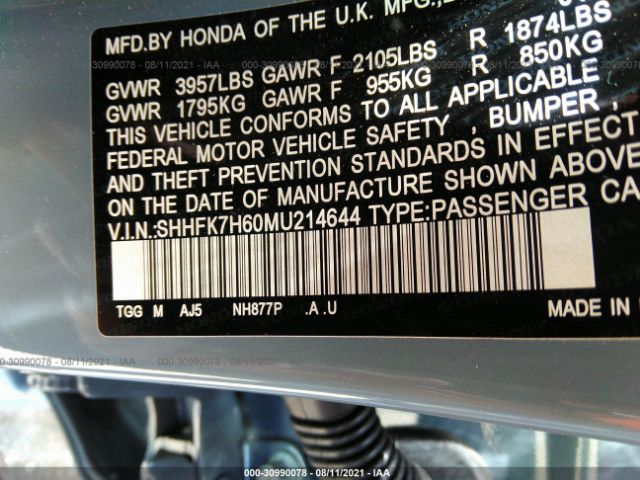 MFD.BY HONDA OF THE U.K. MFG.,
GVWR 3957LBS GAWR F 2105LBS R 1874LBS
GVWR 1795KG GAWR F 955KG R 850KG
THIS VEHICLE CONFORMS TO ALL APPLICABLE
FEDERAL MOTOR VEHICLE SAFETY , BUMPER ,
AND THEFT PREVENTION STANDARDS IN EFFECT
ON THE DATE OF MANUFACTURE SHOWN ABOVE
V.I.N.:SHHFK7H60MU214644 TYPE:PASSENGER CA
TGG M AJ5 NH877P .A .U
MADE IN
000-30990078 - 08/11/2021 - IAA
000-30990078 - 08/11/2021 - IAA
000-30990078 - 08/11/2021 - IAA